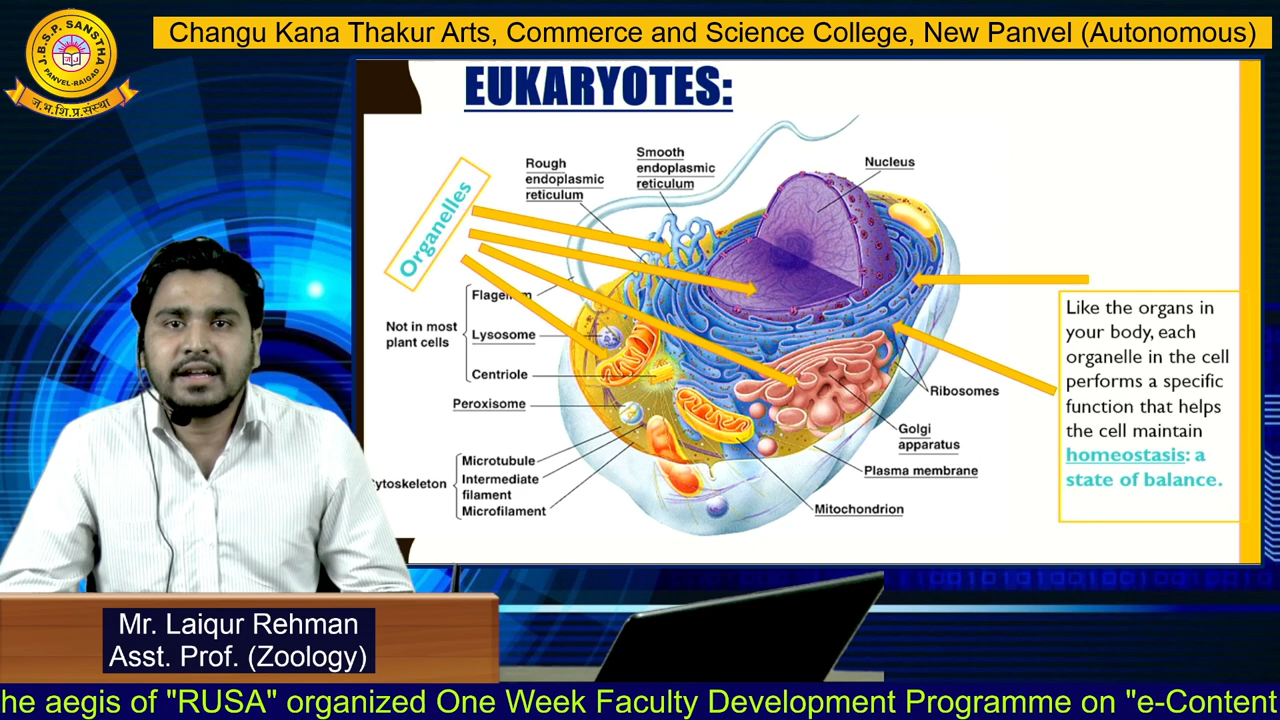 Changu Kana Thakur Arts, Commerce and Science College, New Panvel (Autonomous)
J.B.S.P. SANSTHA
PANVEL-RAIGAD
ज.भ.शि.प्र.संस्था
EUKARYOTES:
Organelles
Rough
endoplasmic
reticulum
Smooth
endoplasmic
reticulum
Nucleus
Not in most
plant cells
Flagellum
Lysosome
Centriole
Peroxisome
ytoskeleton
Microtubule
Intermediate
filament
Microfilament
Ribosomes
Golgi
apparatus
Plasma membrane
Mitochondrion
Like the organs in
your body, each
organelle in the cell
performs a specific
function that helps
the cell maintain
homeostasis: a
state of balance.
Mr. Laiqur Rehman
Asst. Prof. (Zoology)
he aegis of "RUSA" organized One Week Faculty Development Programme on "e-Content